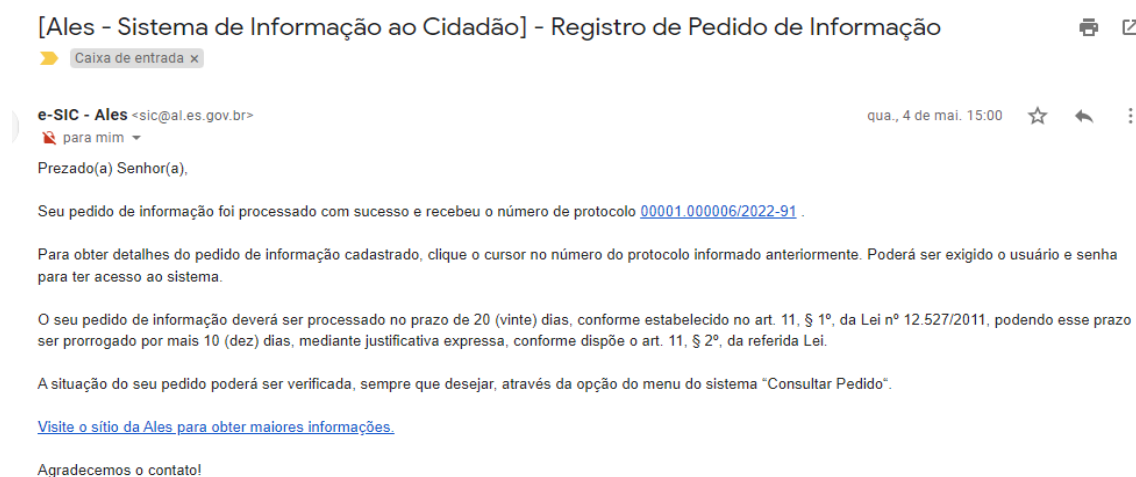 [Ales - Sistema de Informação ao Cidadão] - Registro de Pedido de Informação
Caixa de entrada x
e-SIC - Ales <sic@al.es.gov.br>
qua., 4 de mai. 15:00
para mim
Prezado(a) Senhor(a),
Seu pedido de informação foi processado com sucesso e recebeu o número de protocolo 00001.000006/2022-91 .
Para obter detalhes do pedido de informação cadastrado, clique o cursor no número do protocolo informado anteriormente. Poderá ser exigido o usuário e senha
para ter acesso ao sistema.
O seu pedido de informação deverá ser processado no prazo de 20 (vinte) dias, conforme estabelecido no art. 11, § 1º, da Lei nº 12.527/2011, podendo esse prazo
ser prorrogado por mais 10 (dez) dias, mediante justificativa expressa, conforme dispõe o art. 11, § 2º, da referida Lei.
A situação do seu pedido poderá ser verificada, sempre que desejar, através da opção do menu do sistema “Consultar Pedido“.
Visite o sítio da Ales para obter maiores informações.
Agradecemos o contato!